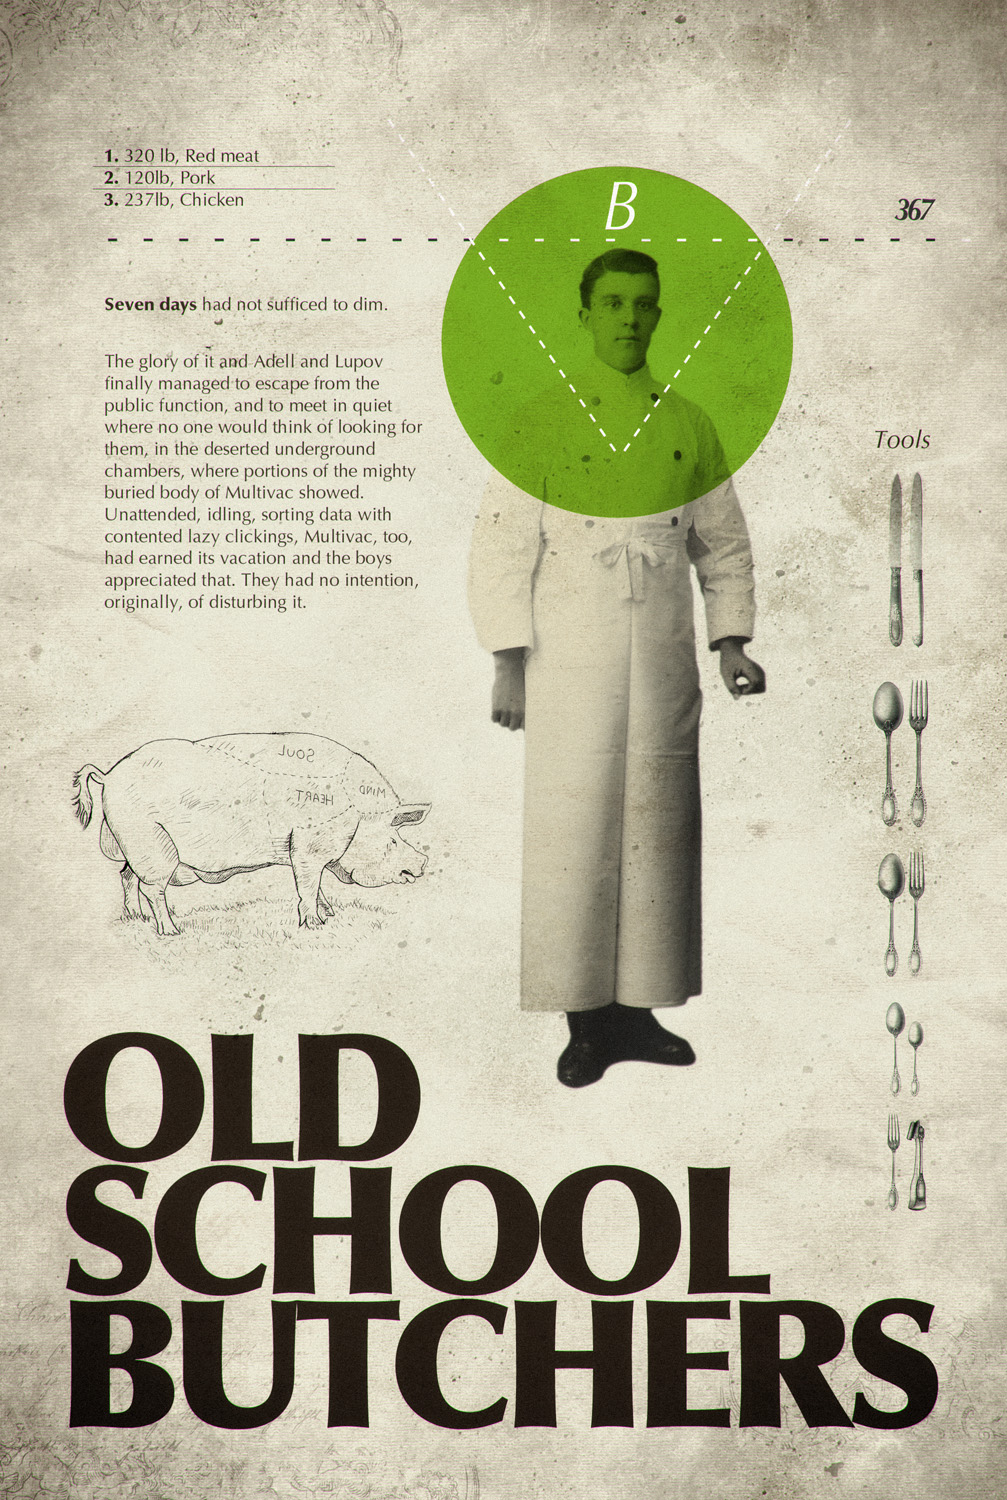 1. 320 lb, Red meat
2. 120lb, Pork
3. 237lb, Chicken
B
367
Seven days had not sufficed to dim.
The glory of it and Adell and Lupov
finally managed to escape from the
public function, and to meet in quiet
where no one would think of looking for
them, in the deserted underground
chambers, where portions of the mighty
buried body of Multivac showed.
Unattended, idling, sorting data with
contented lazy clickings, Multivac, too,
had earned its vacation and the boys
appreciated that. They had no intention,
originally, of disturbing it.
Tools
SOUL
MIND
HEART
OLD
SCHOOL
BUTCHERS